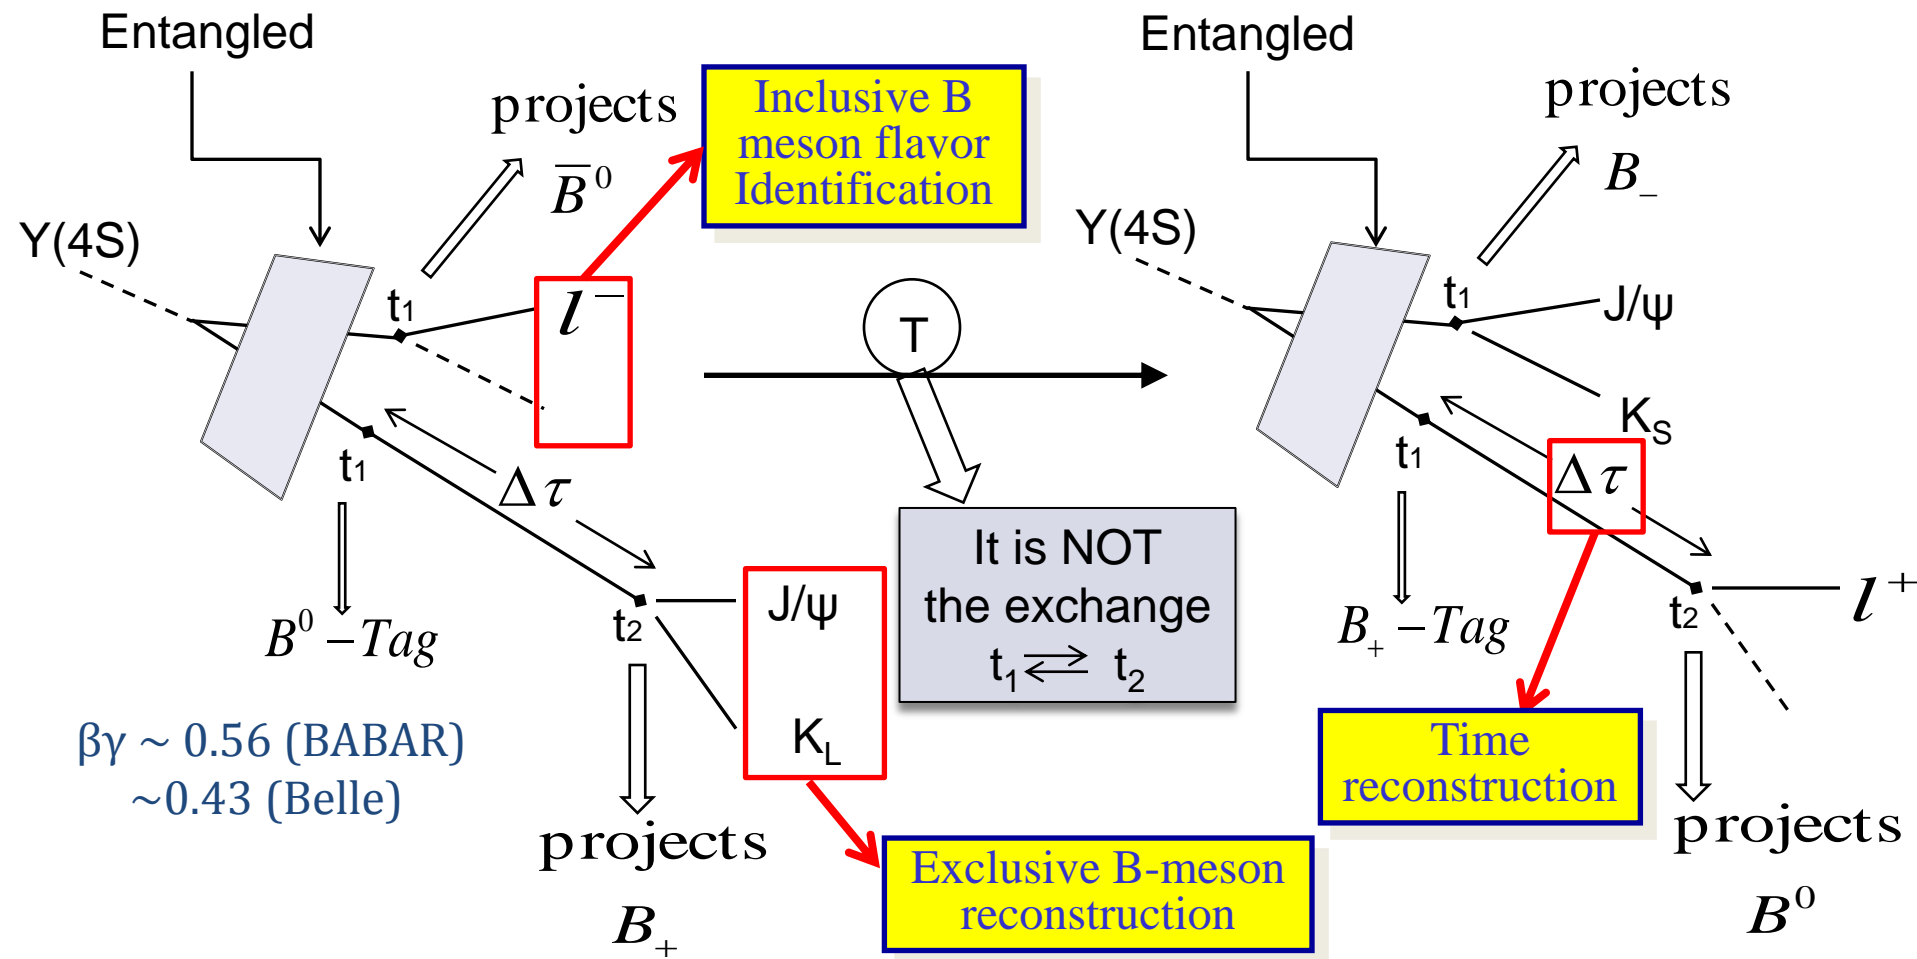 Entangled
projects
B̅⁰
Inclusive B
meson flavor
Identification
Υ(4S)
t₁
l⁻
t₁
Δτ
B⁰ – Tag
t₂
J/ψ
K_L
projects
B₊
βγ ~ 0.56 (BABAR)
~0.43 (Belle)
T
It is NOT
the exchange
t₁ ⇄ t₂
Exclusive B-meson
reconstruction
Entangled
projects
B₋
Υ(4S)
t₁
J/ψ
K_S
t₁
Δτ
B₊ – Tag
t₂
l⁺
Time
reconstruction
projects
B⁰